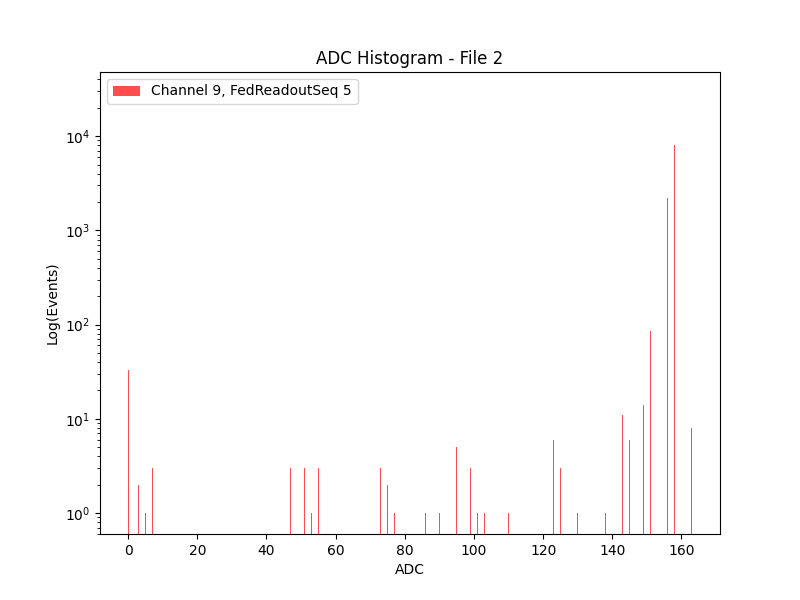 ADC Histogram - File 2
Channel 9, FedReadoutSeq 5
Log(Events)
10⁴
10³
10²
10¹
10⁰
0 20 40 60 80 100 120 140 160
ADC